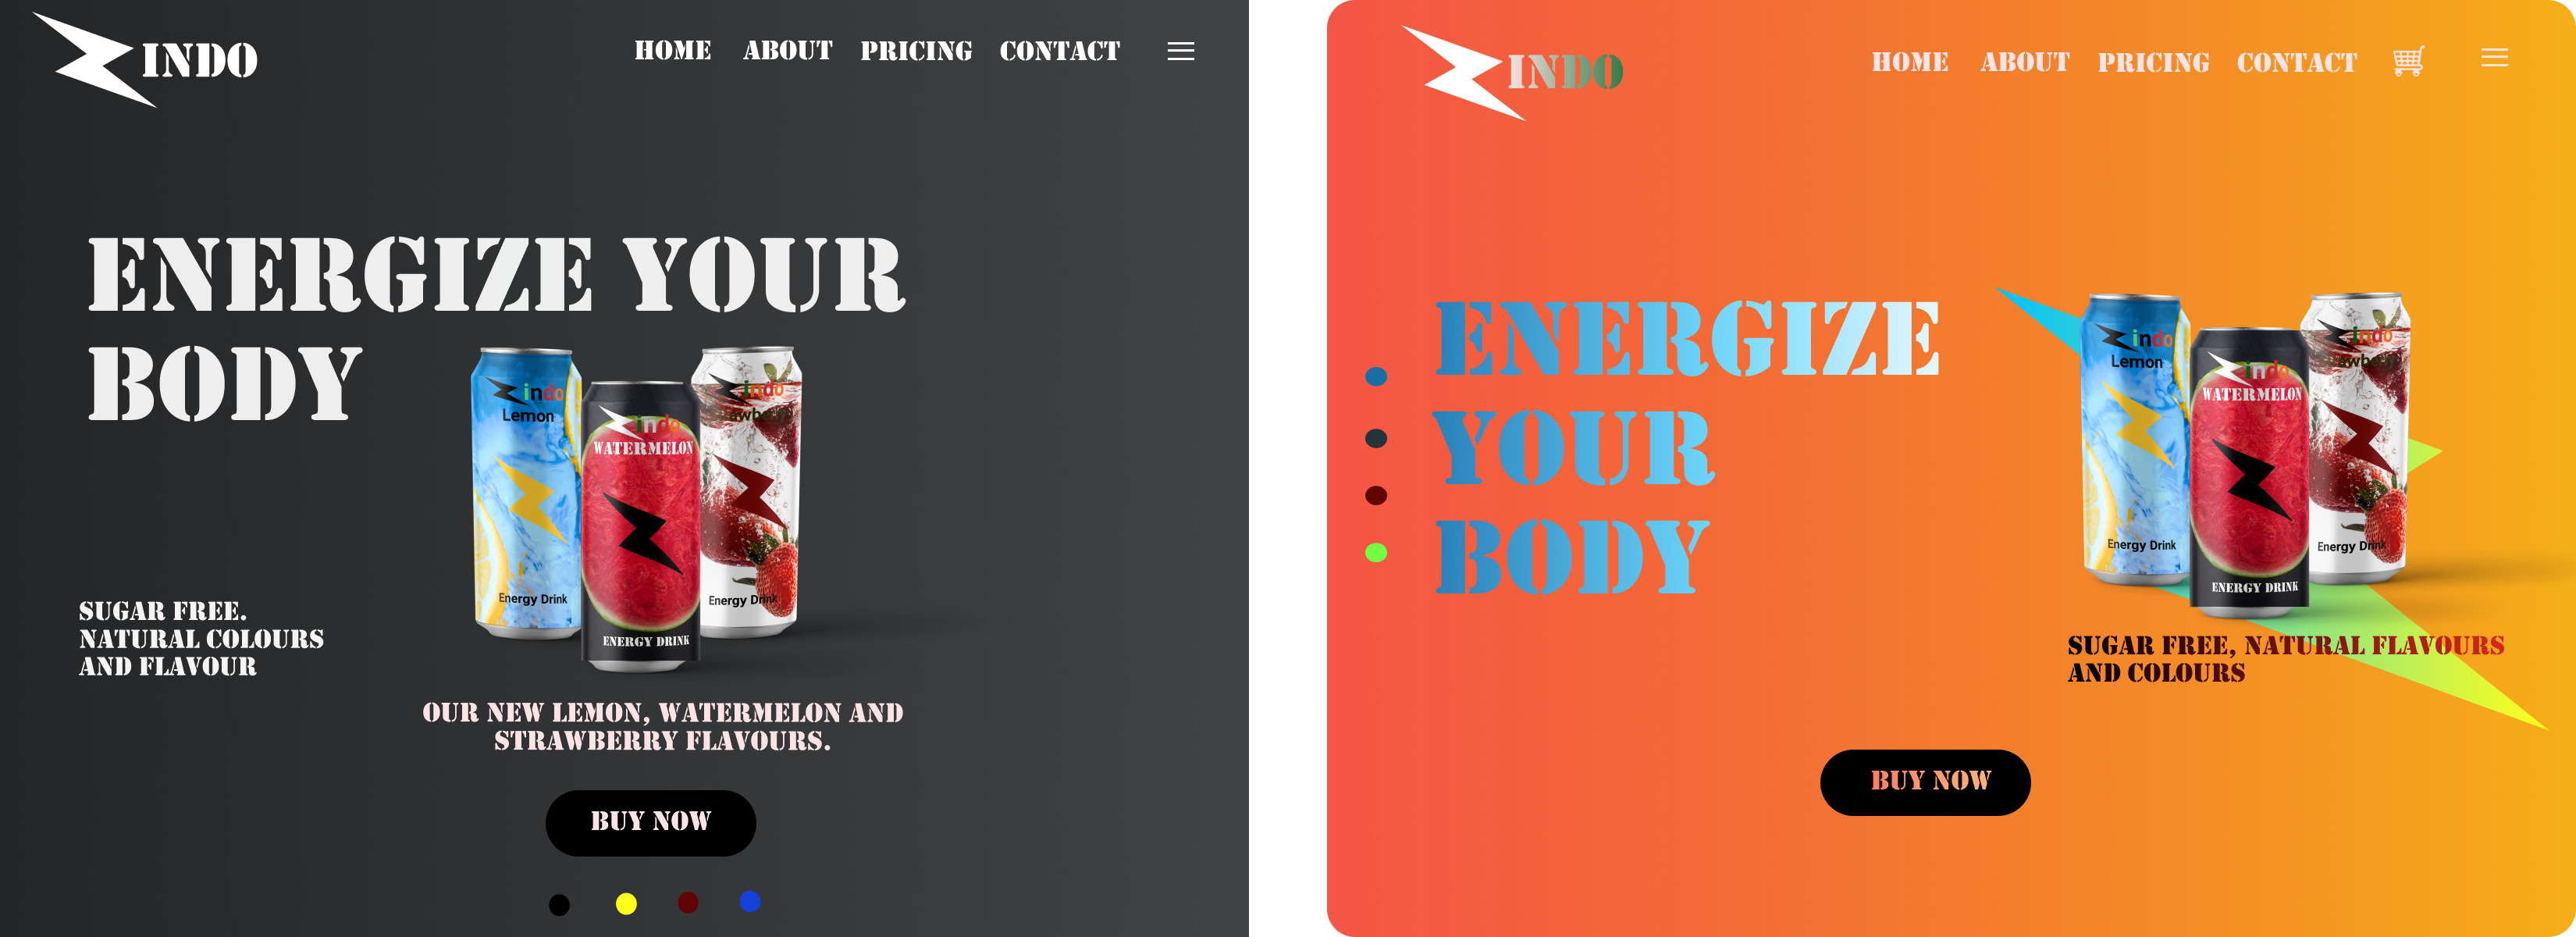 INDO
HOME ABOUT PRICING CONTACT
ENERGIZE YOUR
BODY
indo
Lemon
indo
WATERMELON
indo
Energy Drink
ENERGY DRINK
Energy Drink
SUGAR FREE.
NATURAL COLOURS
AND FLAVOUR
OUR NEW LEMON, WATERMELON AND
STRAWBERRY FLAVOURS.
BUY NOW
INDO
HOME ABOUT PRICING CONTACT
ENERGIZE
YOUR
BODY
indo
Lemon
indo
WATERMELON
indo
Energy Drink
ENERGY DRINK
Energy Drink
SUGAR FREE, NATURAL FLAVOURS
AND COLOURS
BUY NOW